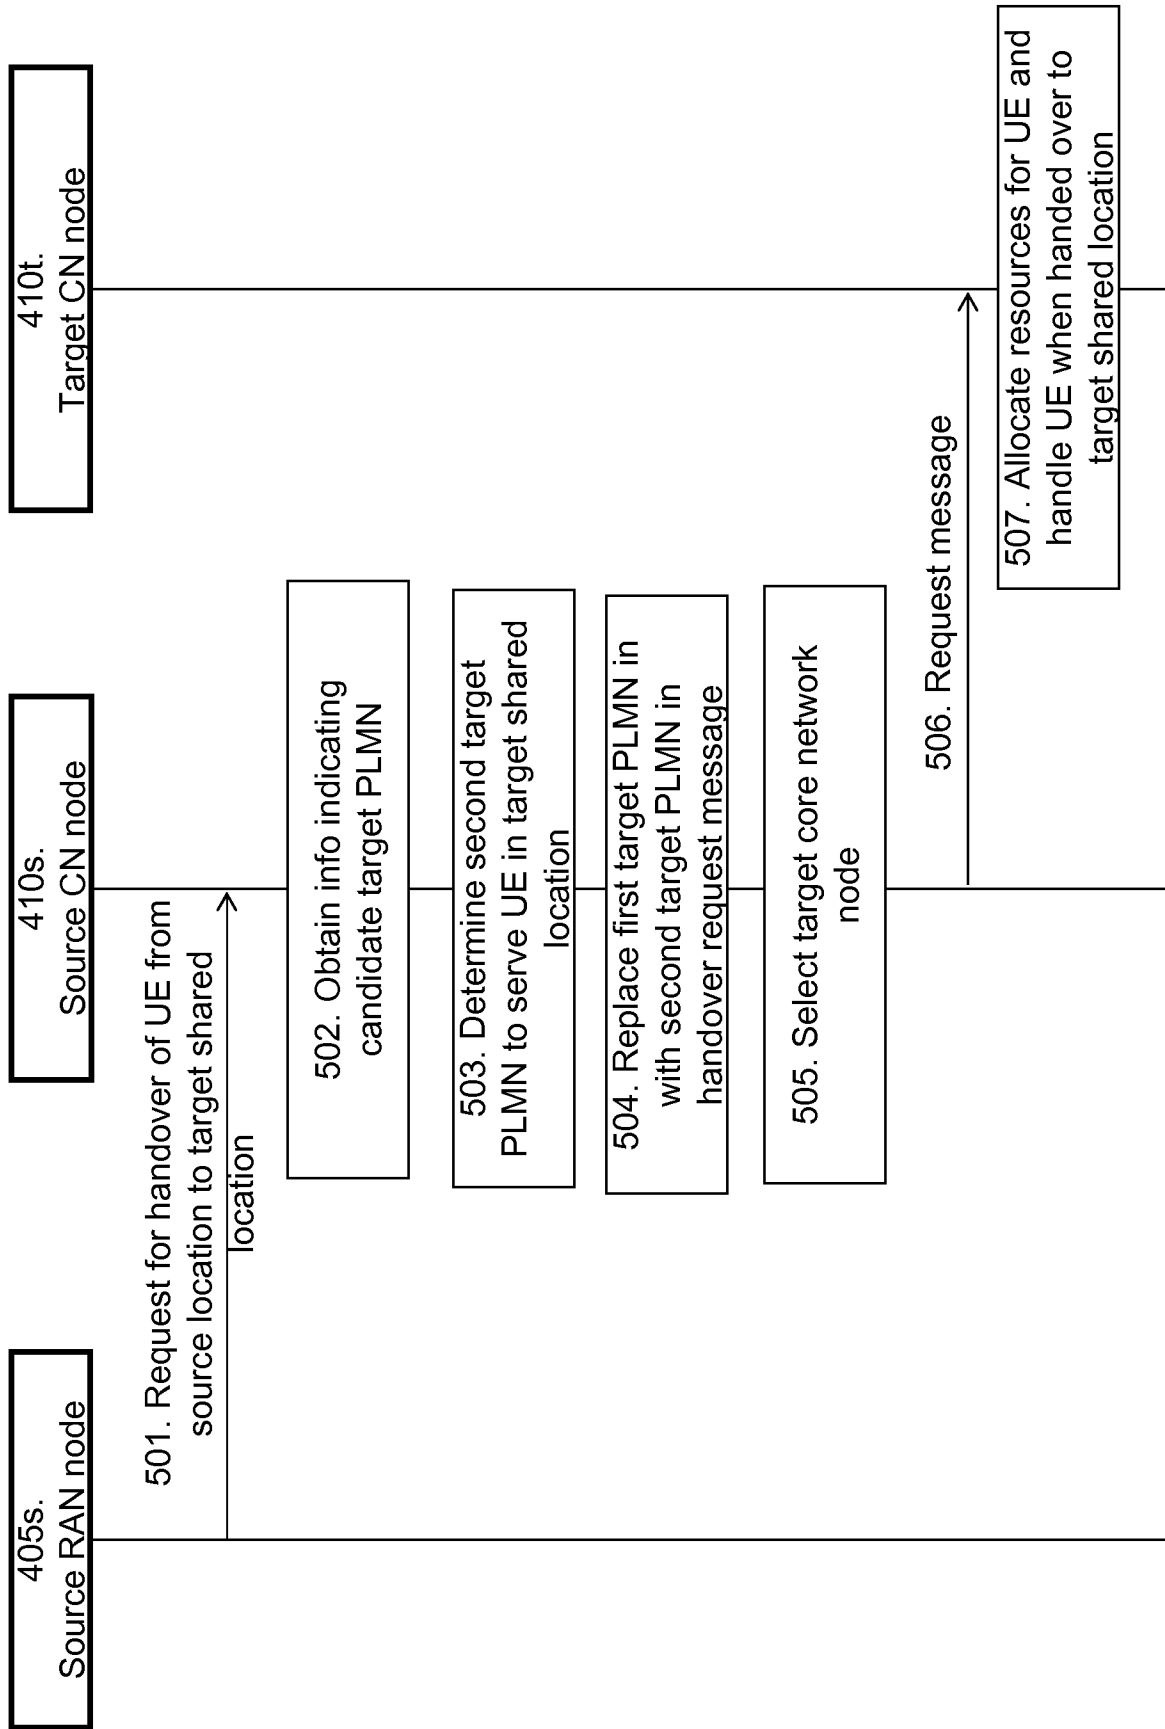 405s.
Source RAN node
410s.
Source CN node
410t.
Target CN node
501. Request for handover of UE from
source location to target shared
location
502. Obtain info indicating
candidate target PLMN
503. Determine second target
PLMN to serve UE in target shared
location
504. Replace first target PLMN in
with second target PLMN in
handover request message
505. Select target core network
node
506. Request message
507. Allocate resources for UE and
handle UE when handed over to
target shared location